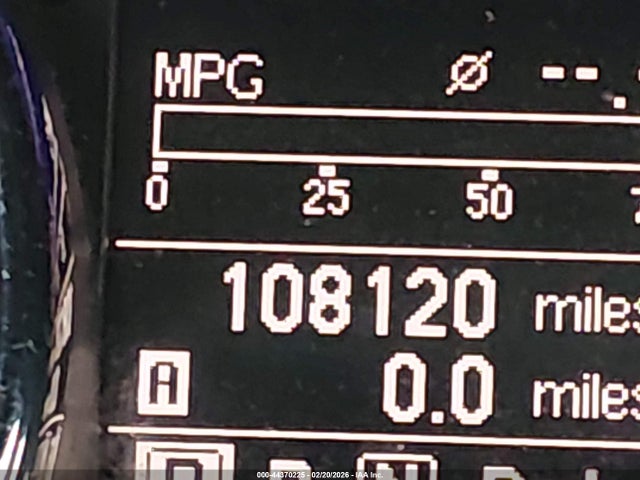 MPG Ø --.
0 25 50
108120 miles
A 0.0 miles
000-44370225 - 02/20/2026 - IAA Inc.